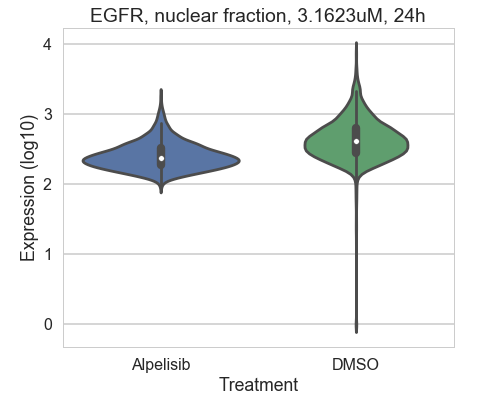 EGFR, nuclear fraction, 3.1623uM, 24h
Expression (log10)
4
3
2
1
0
Alpelisib
DMSO
Treatment